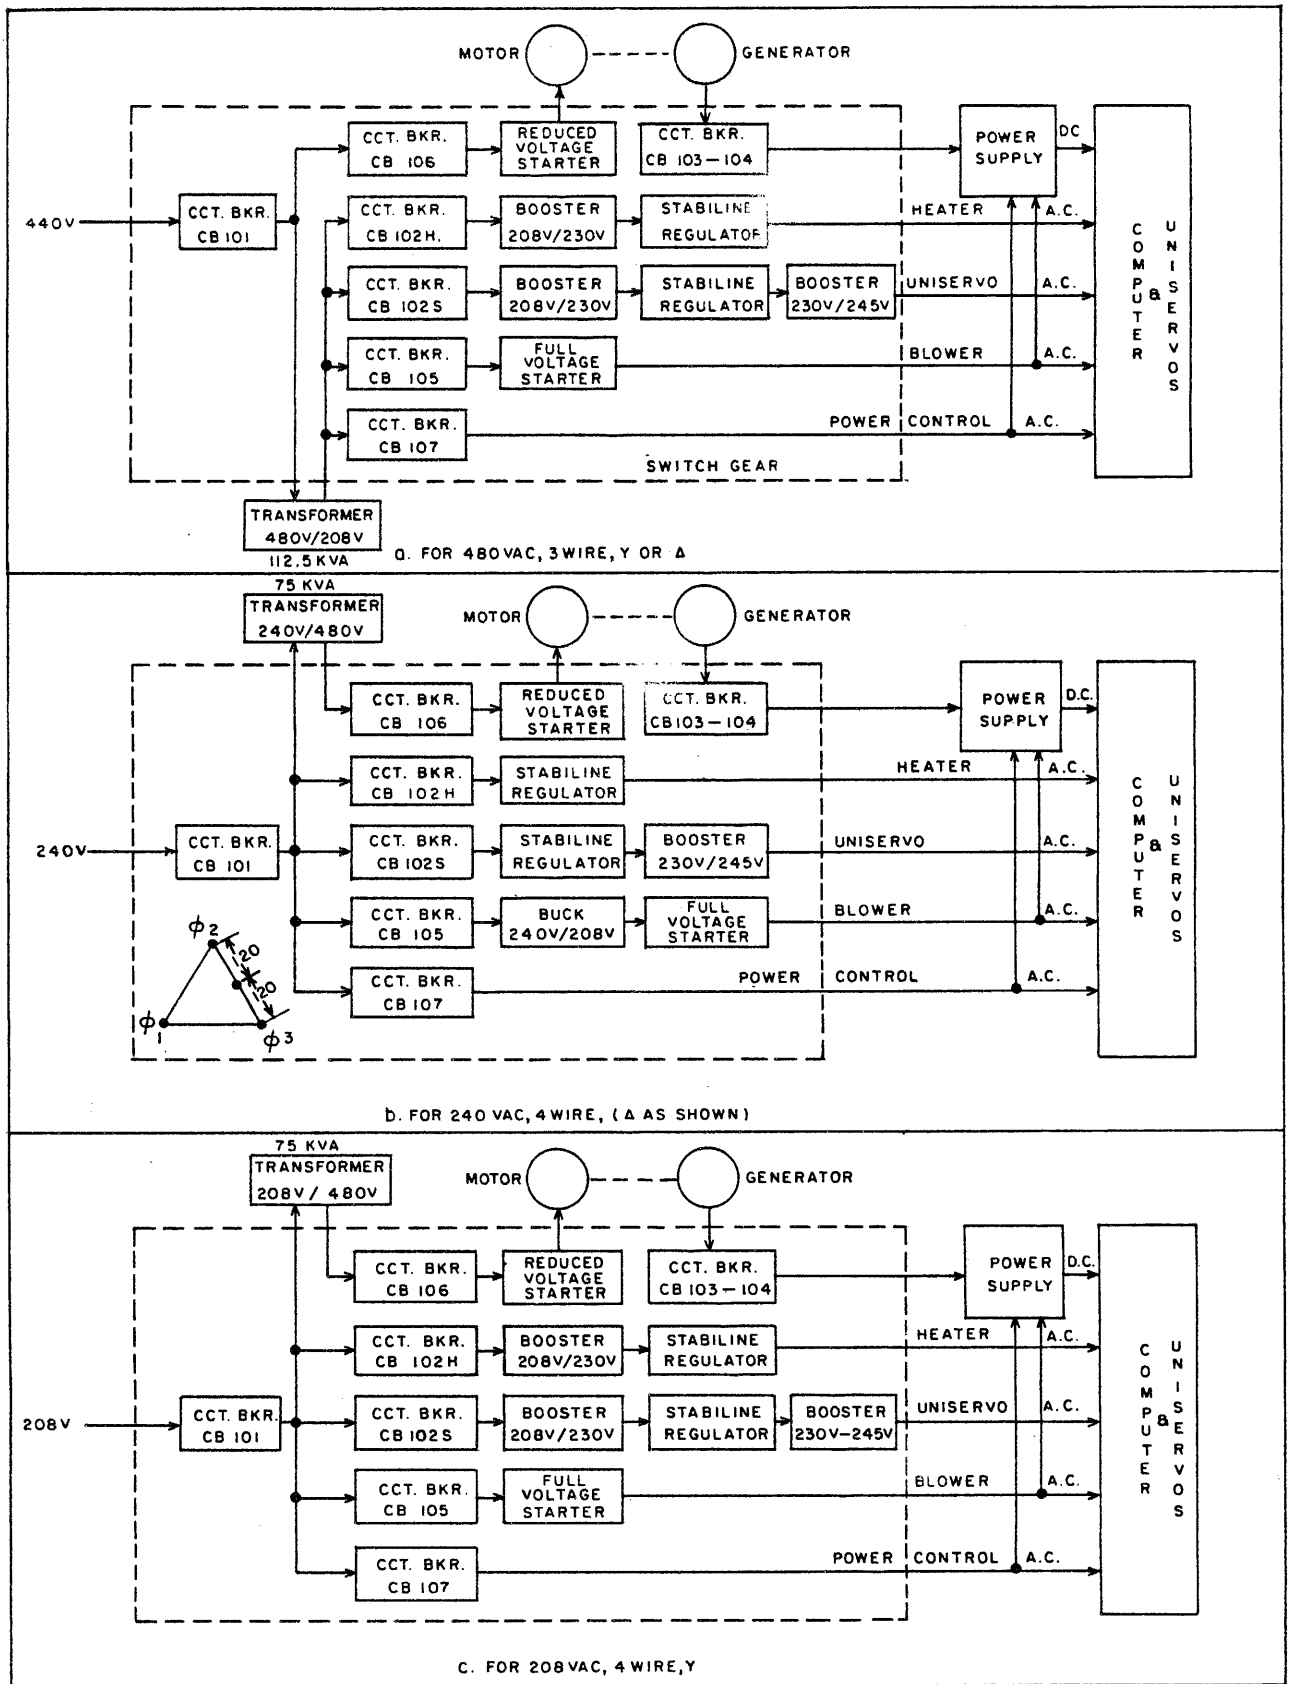 MOTOR
GENERATOR
CCT. BKR.
CB 106
REDUCED
VOLTAGE
STARTER
CCT. BKR.
CB 103-104
POWER
SUPPLY
DC
440V
CCT. BKR.
CB 101
CCT. BKR.
CB 102H.
BOOSTER
208V/230V
STABILINE
REGULATOR
HEATER
A.C.
CCT. BKR.
CB 102S
BOOSTER
208V/230V
STABILINE
REGULATOR
BOOSTER
230V/245V
UNISERVO
A.C.
CCT. BKR.
CB 105
FULL
VOLTAGE
STARTER
BLOWER
A.C.
CCT. BKR.
CB 107
POWER CONTROL
A.C.
COMPUTER
&
UNISERVOS
SWITCH GEAR
TRANSFORMER
480V/208V
112.5 KVA
a. FOR 480VAC, 3WIRE, Y OR Δ
75 KVA
TRANSFORMER
240V/480V
MOTOR
GENERATOR
CCT. BKR.
CB 106
REDUCED
VOLTAGE
STARTER
CCT. BKR.
CB103-104
POWER
SUPPLY
D.C.
CCT. BKR.
CB 102H
STABILINE
REGULATOR
HEATER
A.C.
240V
CCT. BKR.
CB 101
CCT. BKR.
CB 102S
STABILINE
REGULATOR
BOOSTER
230V/245V
UNISERVO
A.C.
CCT. BKR.
CB 105
BUCK
240V/208V
FULL
VOLTAGE
STARTER
BLOWER
A.C.
CCT. BKR.
CB 107
POWER CONTROL
A.C.
COMPUTER
&
UNISERVOS
ϕ2
120
120
ϕ1
ϕ3
b. FOR 240 VAC, 4 WIRE, (Δ AS SHOWN)
75 KVA
TRANSFORMER
208V/ 480V
MOTOR
GENERATOR
CCT. BKR.
CB 106
REDUCED
VOLTAGE
STARTER
CCT. BKR.
CB 103-104
POWER
SUPPLY
D.C.
CCT. BKR.
CB 102H
BOOSTER
208V/230V
STABILINE
REGULATOR
HEATER
A.C.
208V
CCT. BKR.
CB 101
CCT. BKR.
CB 102S
BOOSTER
208V/230V
STABILINE
REGULATOR
BOOSTER
230V-245V
UNISERVO
A.C.
CCT. BKR.
CB 105
FULL
VOLTAGE
STARTER
BLOWER
A.C.
CCT. BKR.
CB 107
POWER CONTROL
A.C.
COMPUTER
&
UNISERVOS
C. FOR 208VAC, 4 WIRE, Y